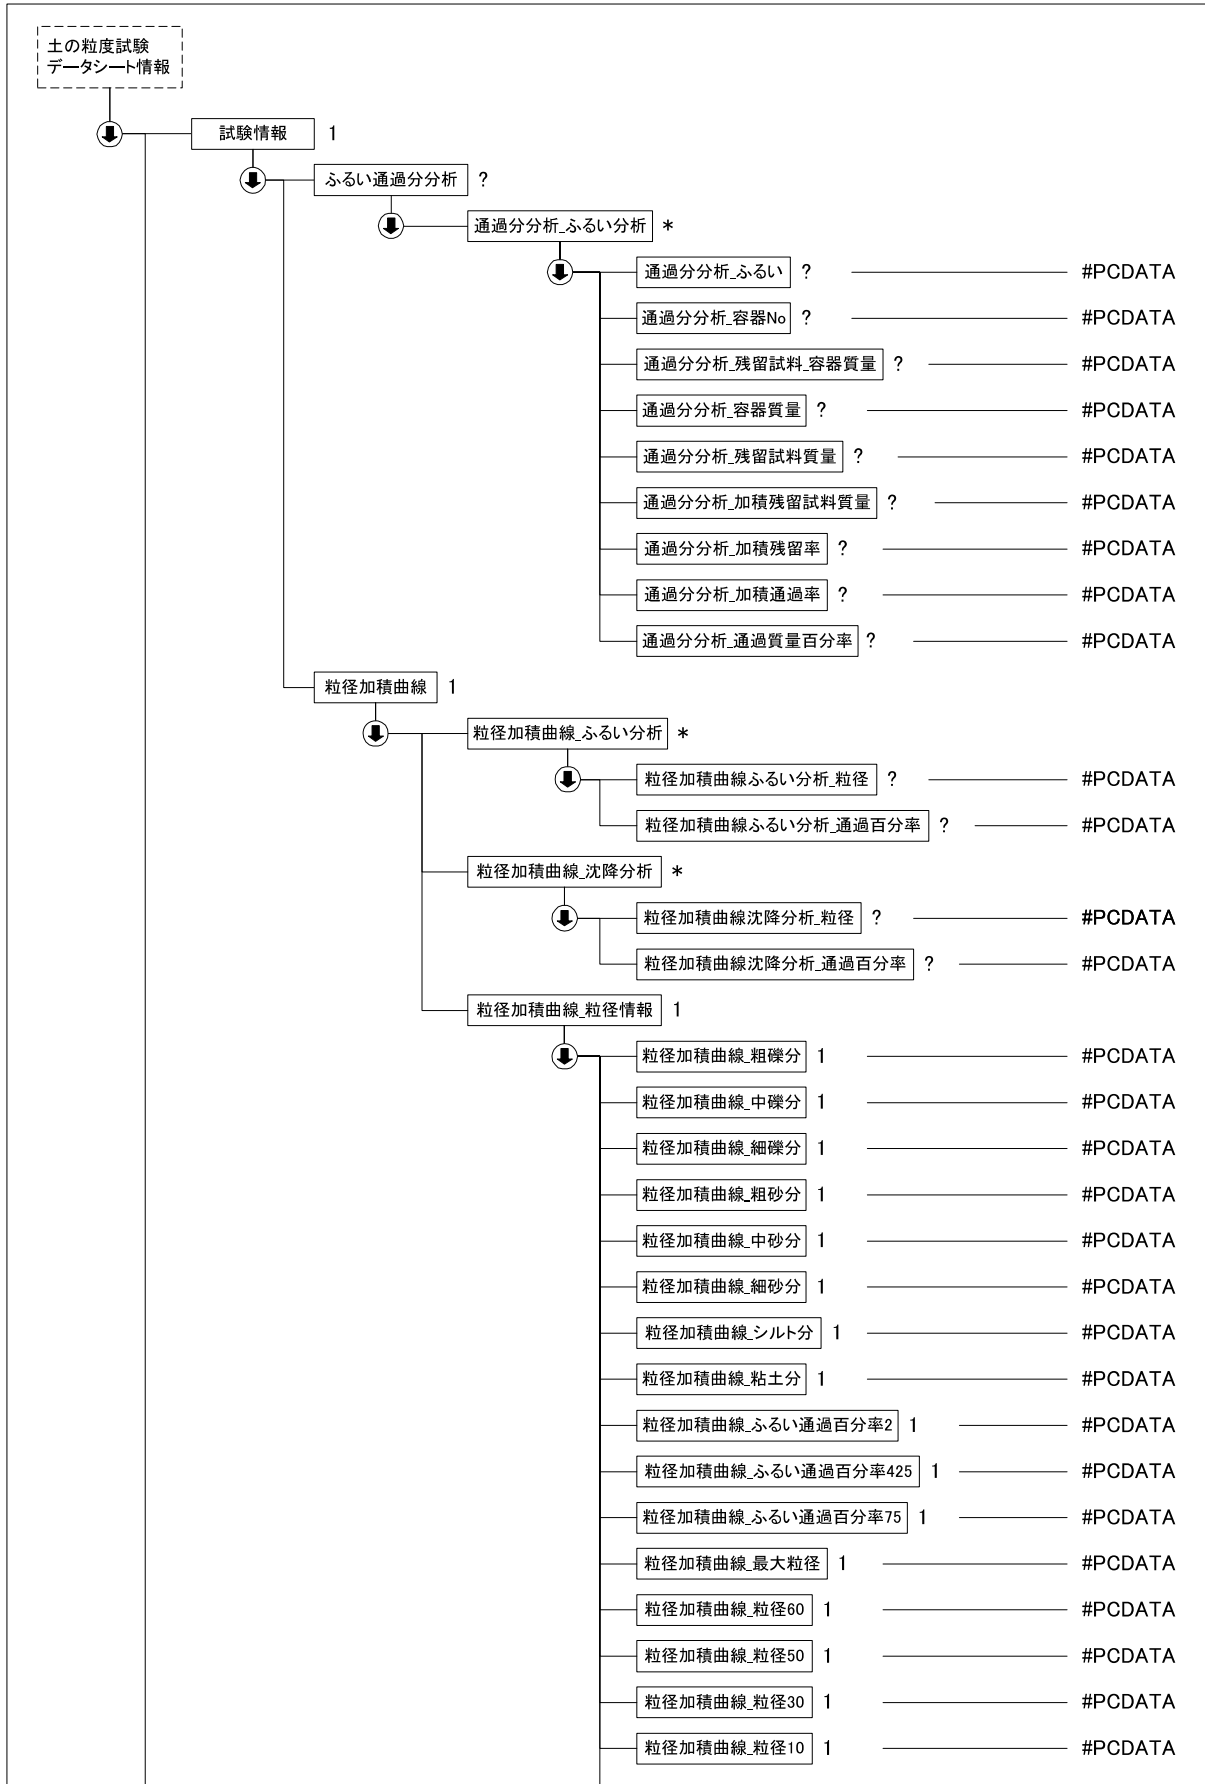 土の粒度試験
データシート情報
試験情報 1
ふるい通過分分析 ?
通過分分析_ふるい分析 *
通過分分析_ふるい ? #PCDATA
通過分分析_容器No ? #PCDATA
通過分分析_残留試料_容器質量 ? #PCDATA
通過分分析_容器質量 ? #PCDATA
通過分分析_残留試料質量 ? #PCDATA
通過分分析_加積残留試料質量 ? #PCDATA
通過分分析_加積残留率 ? #PCDATA
通過分分析_加積通過率 ? #PCDATA
通過分分析_通過質量百分率 ? #PCDATA
粒径加積曲線 1
粒径加積曲線_ふるい分析 *
粒径加積曲線ふるい分析_粒径 ? #PCDATA
粒径加積曲線ふるい分析_通過百分率 ? #PCDATA
粒径加積曲線_沈降分析 *
粒径加積曲線沈降分析_粒径 ? #PCDATA
粒径加積曲線沈降分析_通過百分率 ? #PCDATA
粒径加積曲線_粒径情報 1
粒径加積曲線_粗礫分 1 #PCDATA
粒径加積曲線_中礫分 1 #PCDATA
粒径加積曲線_細礫分 1 #PCDATA
粒径加積曲線_粗砂分 1 #PCDATA
粒径加積曲線_中砂分 1 #PCDATA
粒径加積曲線_細砂分 1 #PCDATA
粒径加積曲線_シルト分 1 #PCDATA
粒径加積曲線_粘土分 1 #PCDATA
粒径加積曲線_ふるい通過百分率2 1 #PCDATA
粒径加積曲線_ふるい通過百分率425 1 #PCDATA
粒径加積曲線_ふるい通過百分率75 1 #PCDATA
粒径加積曲線_最大粒径 1 #PCDATA
粒径加積曲線_粒径60 1 #PCDATA
粒径加積曲線_粒径50 1 #PCDATA
粒径加積曲線_粒径30 1 #PCDATA
粒径加積曲線_粒径10 1 #PCDATA